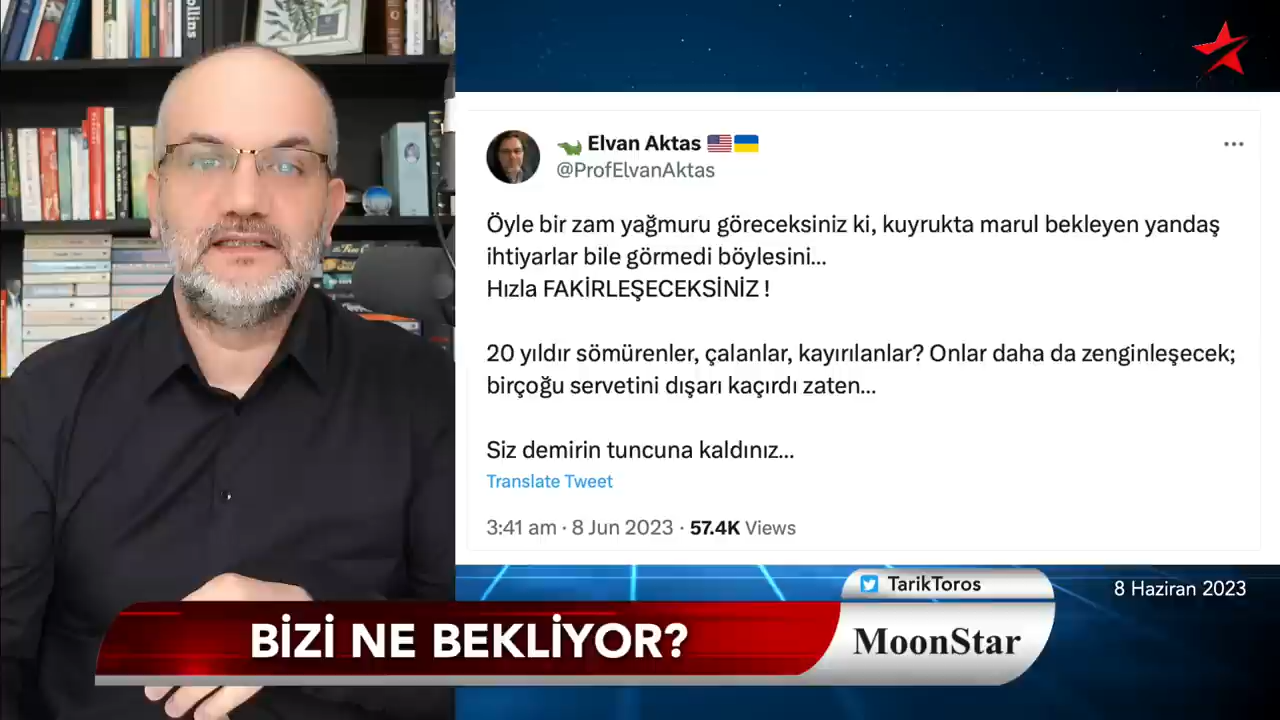 Elvan Aktas
@ProfElvanAktas
Öyle bir zam yağmuru göreceksiniz ki, kuyrukta marul bekleyen yandaş
ihtiyarlar bile görmedi böylesini...
Hızla FAKİRLEŞECEKSİNİZ !
20 yıldır sömürenler, çalanlar, kayırılanlar? Onlar daha da zenginleşecek;
birçoğu servetini dışarı kaçırdı zaten...
Siz demirin tuncuna kaldınız...
Translate Tweet
3:41 am · 8 Jun 2023 · 57.4K Views
TarikToros
8 Haziran 2023
BİZİ NE BEKLİYOR?
MoonStar